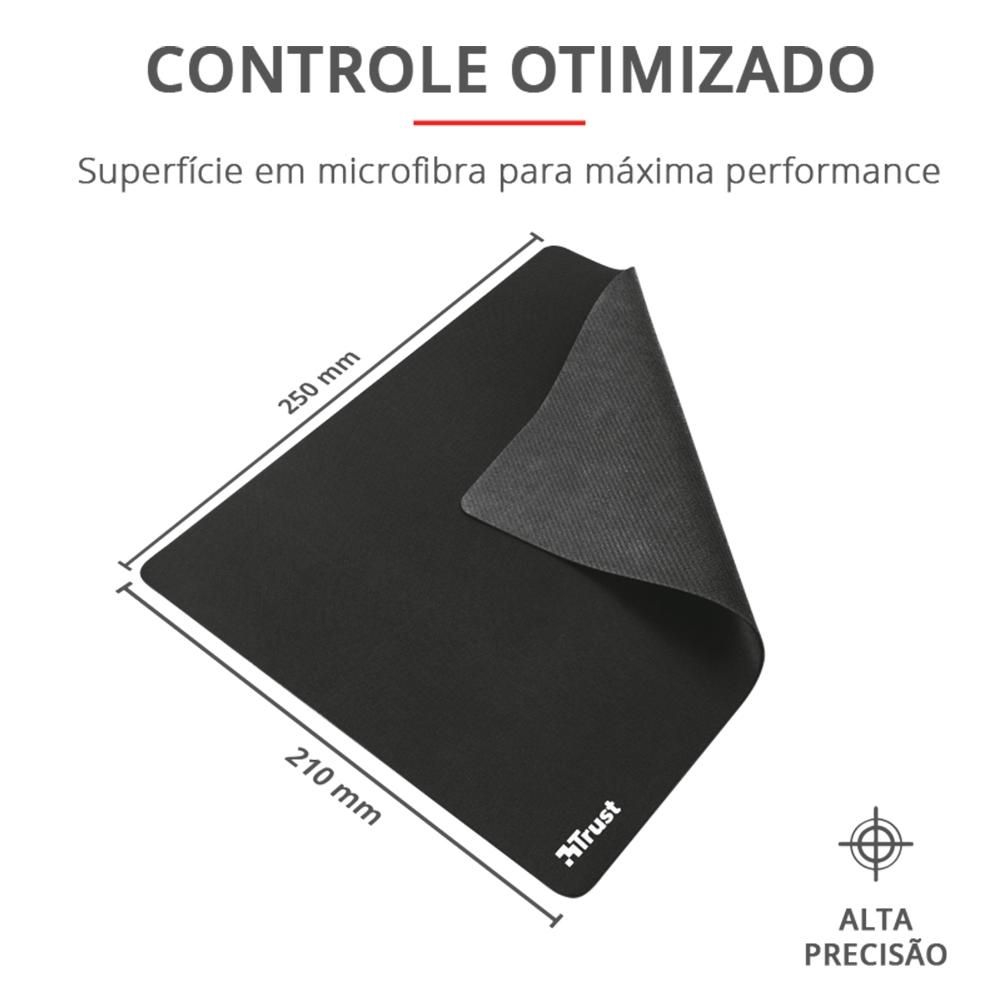 CONTROLE OTIMIZADO
Superfície em microfibra para máxima performance
250 mm
210 mm
Trust
ALTA
PRECISÃO